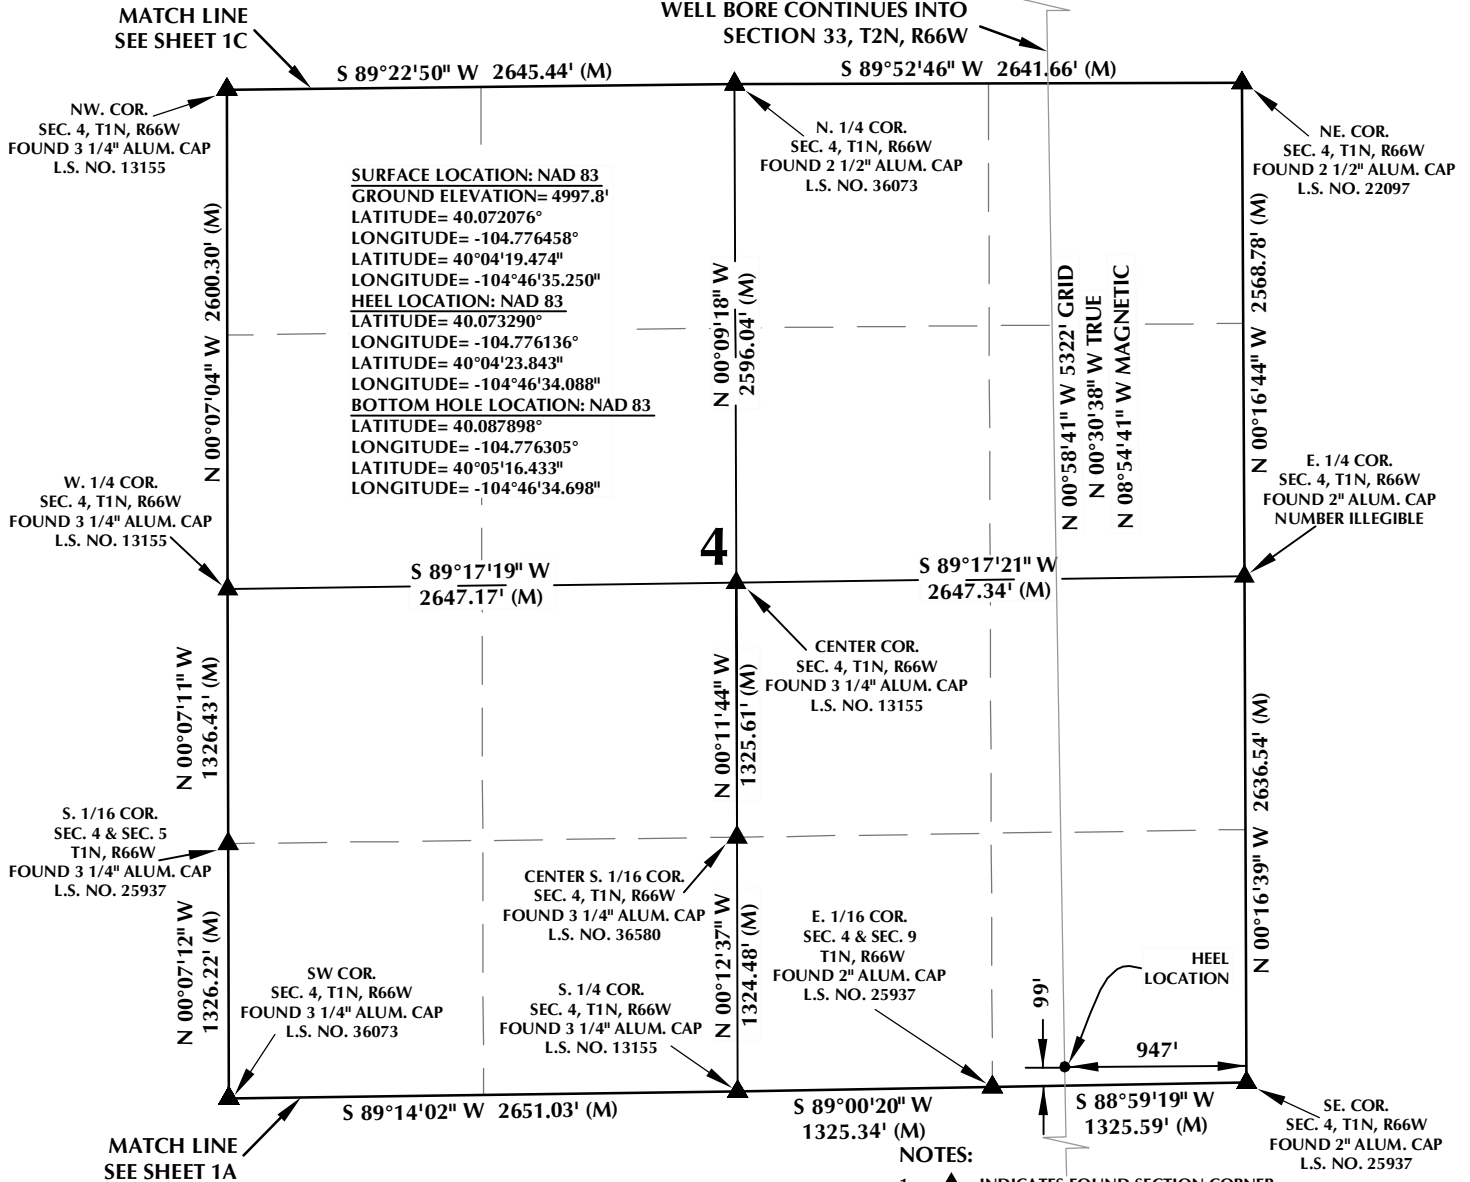 MATCH LINE
SEE SHEET 1C
WELL BORE CONTINUES INTO
SECTION 33, T2N, R66W
S 89°22'50" W 2645.44' (M)
S 89°52'46" W 2641.66' (M)
NW. COR.
SEC. 4, T1N, R66W
FOUND 3 1/4" ALUM. CAP
L.S. NO. 13155
N. 1/4 COR.
SEC. 4, T1N, R66W
FOUND 2 1/2" ALUM. CAP
L.S. NO. 36073
NE. COR.
SEC. 4, T1N, R66W
FOUND 2 1/2" ALUM. CAP
L.S. NO. 22097
SURFACE LOCATION: NAD 83
GROUND ELEVATION= 4997.8'
LATITUDE= 40.072076°
LONGITUDE= -104.776458°
LATITUDE= 40°04'19.474"
LONGITUDE= -104°46'35.250"
HEEL LOCATION: NAD 83
LATITUDE= 40.073290°
LONGITUDE= -104.776136°
LATITUDE= 40°04'23.843"
LONGITUDE= -104°46'34.088"
BOTTOM HOLE LOCATION: NAD 83
LATITUDE= 40.087898°
LONGITUDE= -104.776305°
LATITUDE= 40°05'16.433"
LONGITUDE= -104°46'34.698"
N 00°07'04" W 2600.30' (M)
N 00°09'18" W
2596.04' (M)
N 00°58'41" W 5322' GRID
N 00°30'38" W TRUE
N 08°54'41" W MAGNETIC
N 00°16'44" W 2568.78' (M)
W. 1/4 COR.
SEC. 4, T1N, R66W
FOUND 3 1/4" ALUM. CAP
L.S. NO. 13155
E. 1/4 COR.
SEC. 4, T1N, R66W
FOUND 2" ALUM. CAP
NUMBER ILLEGIBLE
4
S 89°17'19" W
2647.17' (M)
S 89°17'21" W
2647.34' (M)
CENTER COR.
SEC. 4, T1N, R66W
FOUND 3 1/4" ALUM. CAP
L.S. NO. 13155
N 00°07'11" W
1326.43' (M)
N 00°11'44" W
1325.61' (M)
N 00°16'39" W 2636.54' (M)
S. 1/16 COR.
SEC. 4 & SEC. 5
T1N, R66W
FOUND 3 1/4" ALUM. CAP
L.S. NO. 25937
CENTER S. 1/16 COR.
SEC. 4, T1N, R66W
FOUND 3 1/4" ALUM. CAP
L.S. NO. 36580
E. 1/16 COR.
SEC. 4 & SEC. 9
T1N, R66W
FOUND 2" ALUM. CAP
L.S. NO. 25937
N 00°07'12" W
1326.22' (M)
N 00°12'37" W
1324.48' (M)
HEEL
LOCATION
SW COR.
SEC. 4, T1N, R66W
FOUND 3 1/4" ALUM. CAP
L.S. NO. 36073
S. 1/4 COR.
SEC. 4, T1N, R66W
FOUND 3 1/4" ALUM. CAP
L.S. NO. 13155
99'
947'
S 89°14'02" W 2651.03' (M)
S 89°00'20" W
1325.34' (M)
S 88°59'19" W
1325.59' (M)
SE. COR.
SEC. 4, T1N, R66W
FOUND 2" ALUM. CAP
L.S. NO. 25937
MATCH LINE
SEE SHEET 1A
NOTES:
1. INDICATES FOUND SECTION CORNER